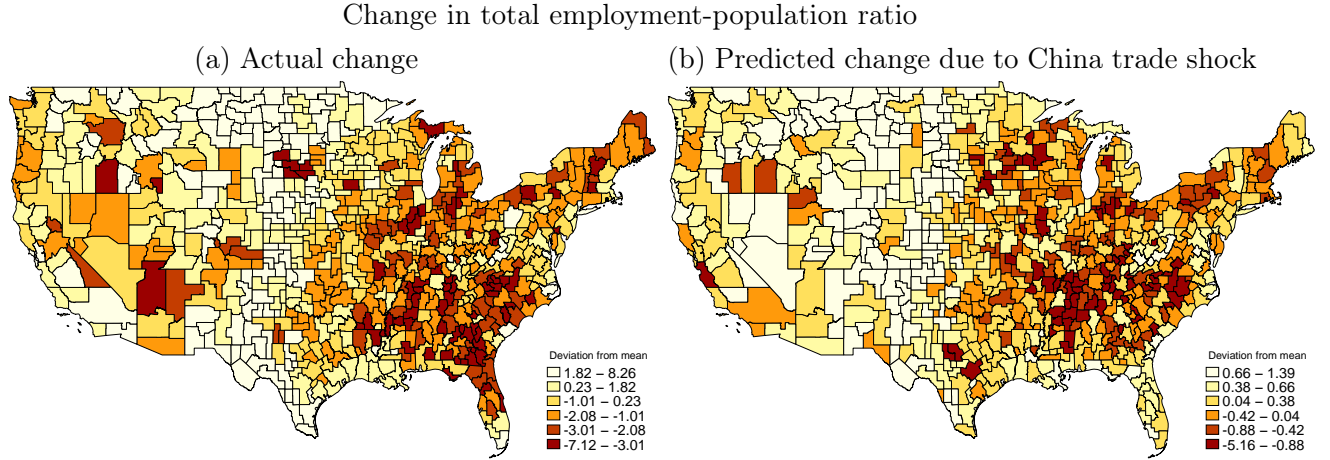 Change in total employment-population ratio
(a) Actual change
(b) Predicted change due to China trade shock
Deviation from mean
1.82 – 8.26
0.23 – 1.82
-1.01 – 0.23
-2.08 – -1.01
-3.01 – -2.08
-7.12 – -3.01
Deviation from mean
0.66 – 1.39
0.38 – 0.66
0.04 – 0.38
-0.42 – 0.04
-0.88 – -0.42
-5.16 – -0.88